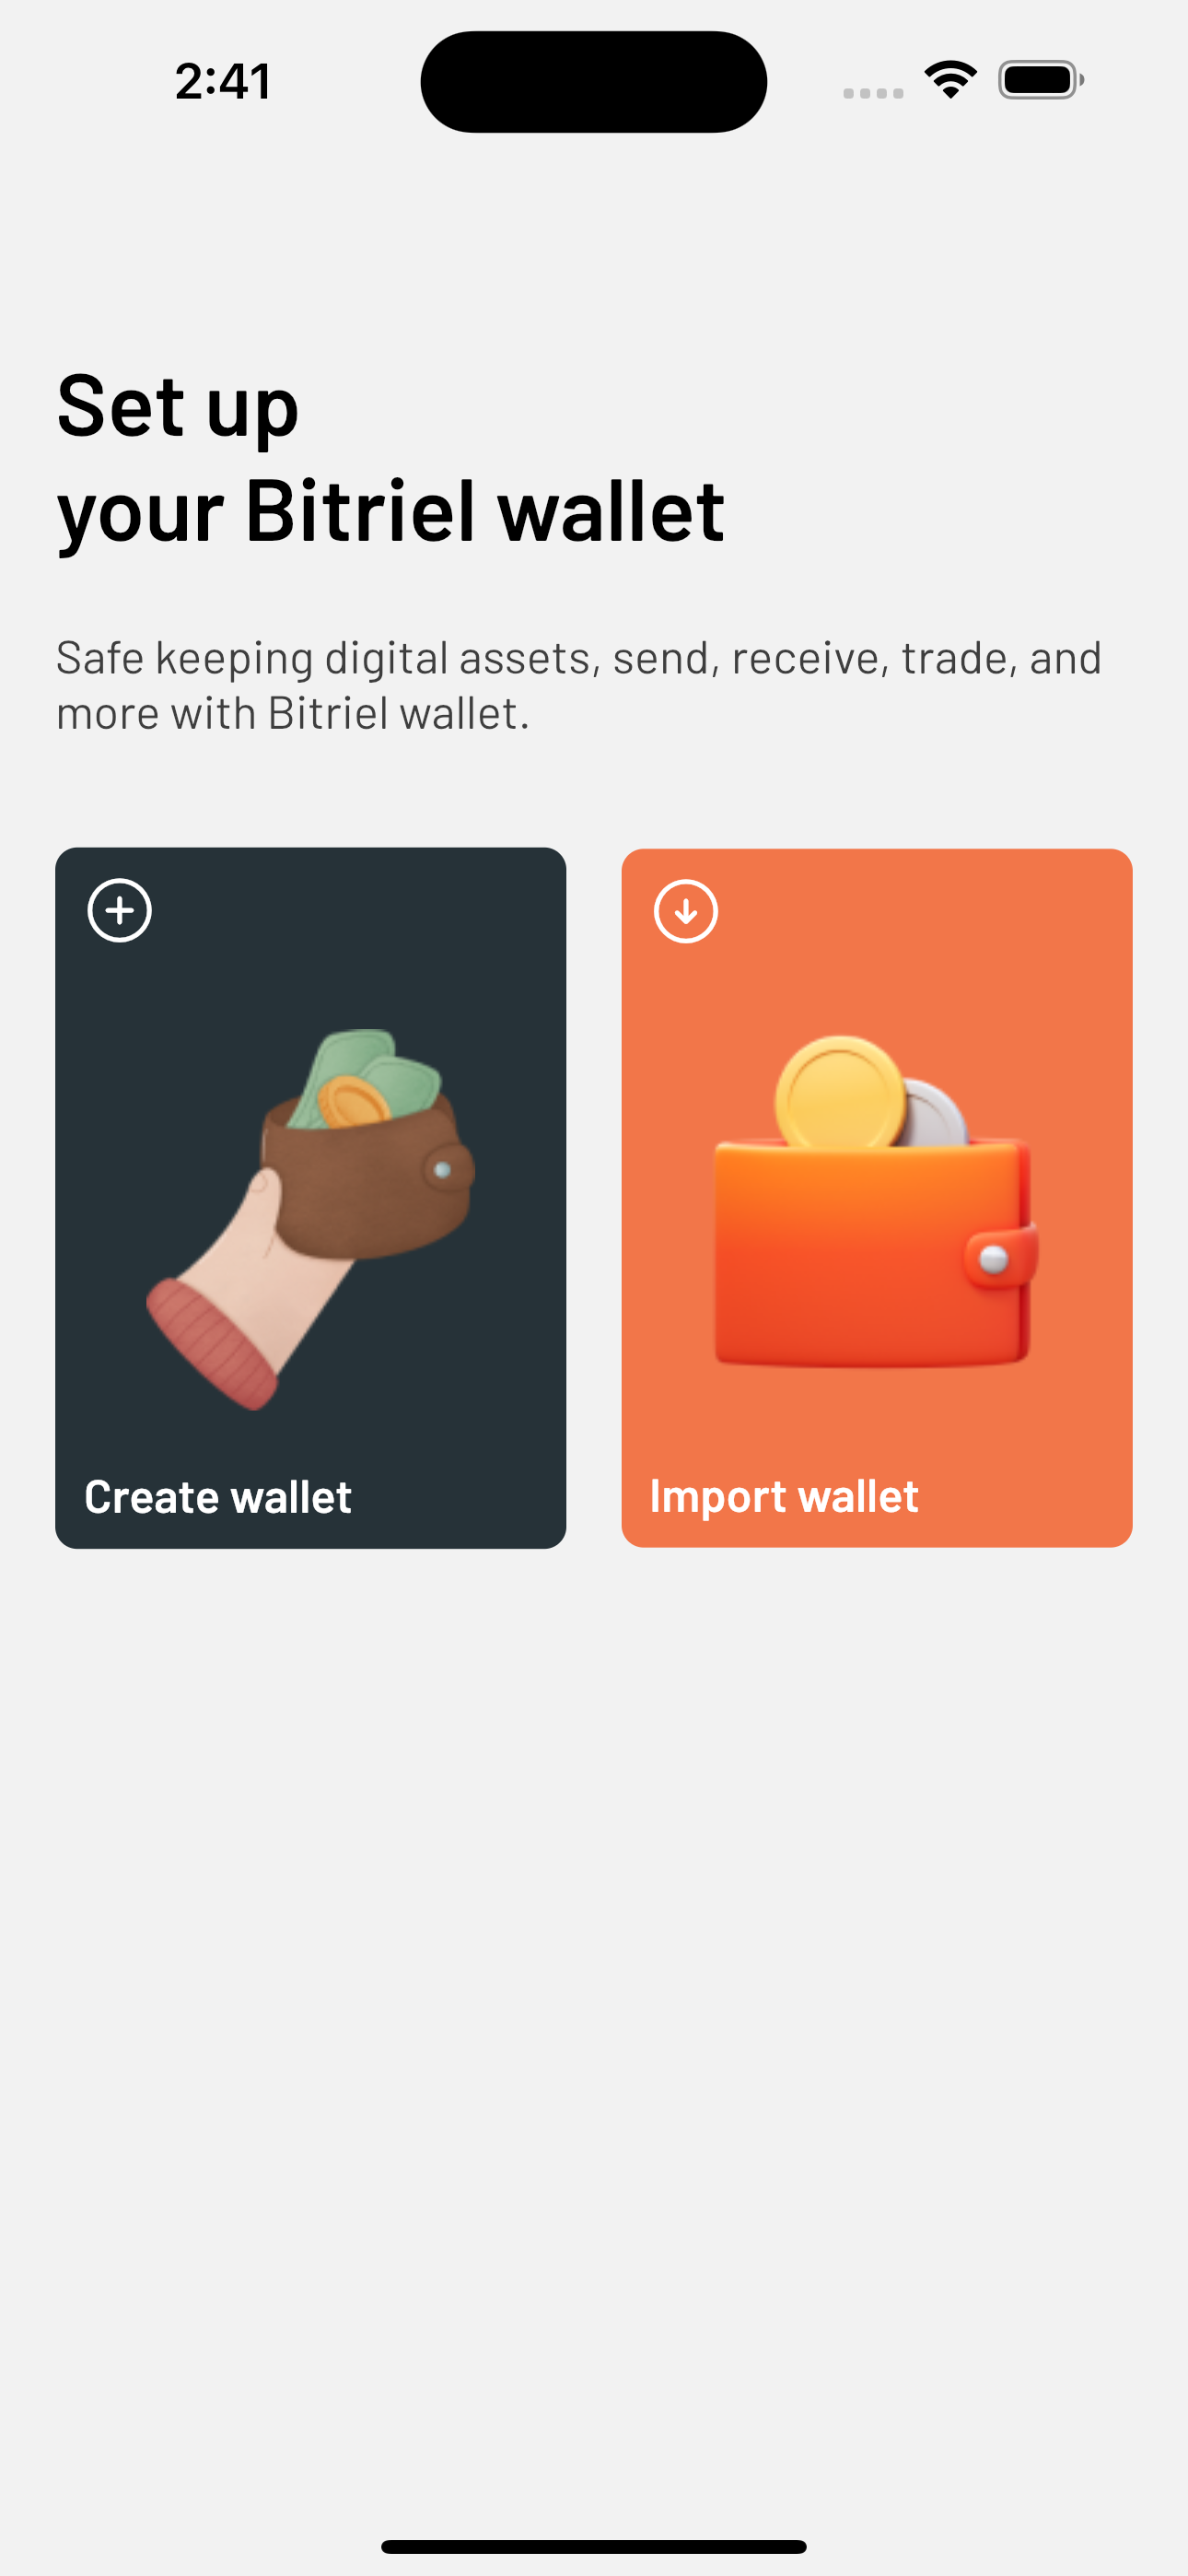 2:41
Set up
your Bitriel wallet
Safe keeping digital assets, send, receive, trade, and
more with Bitriel wallet.
Create wallet
Import wallet